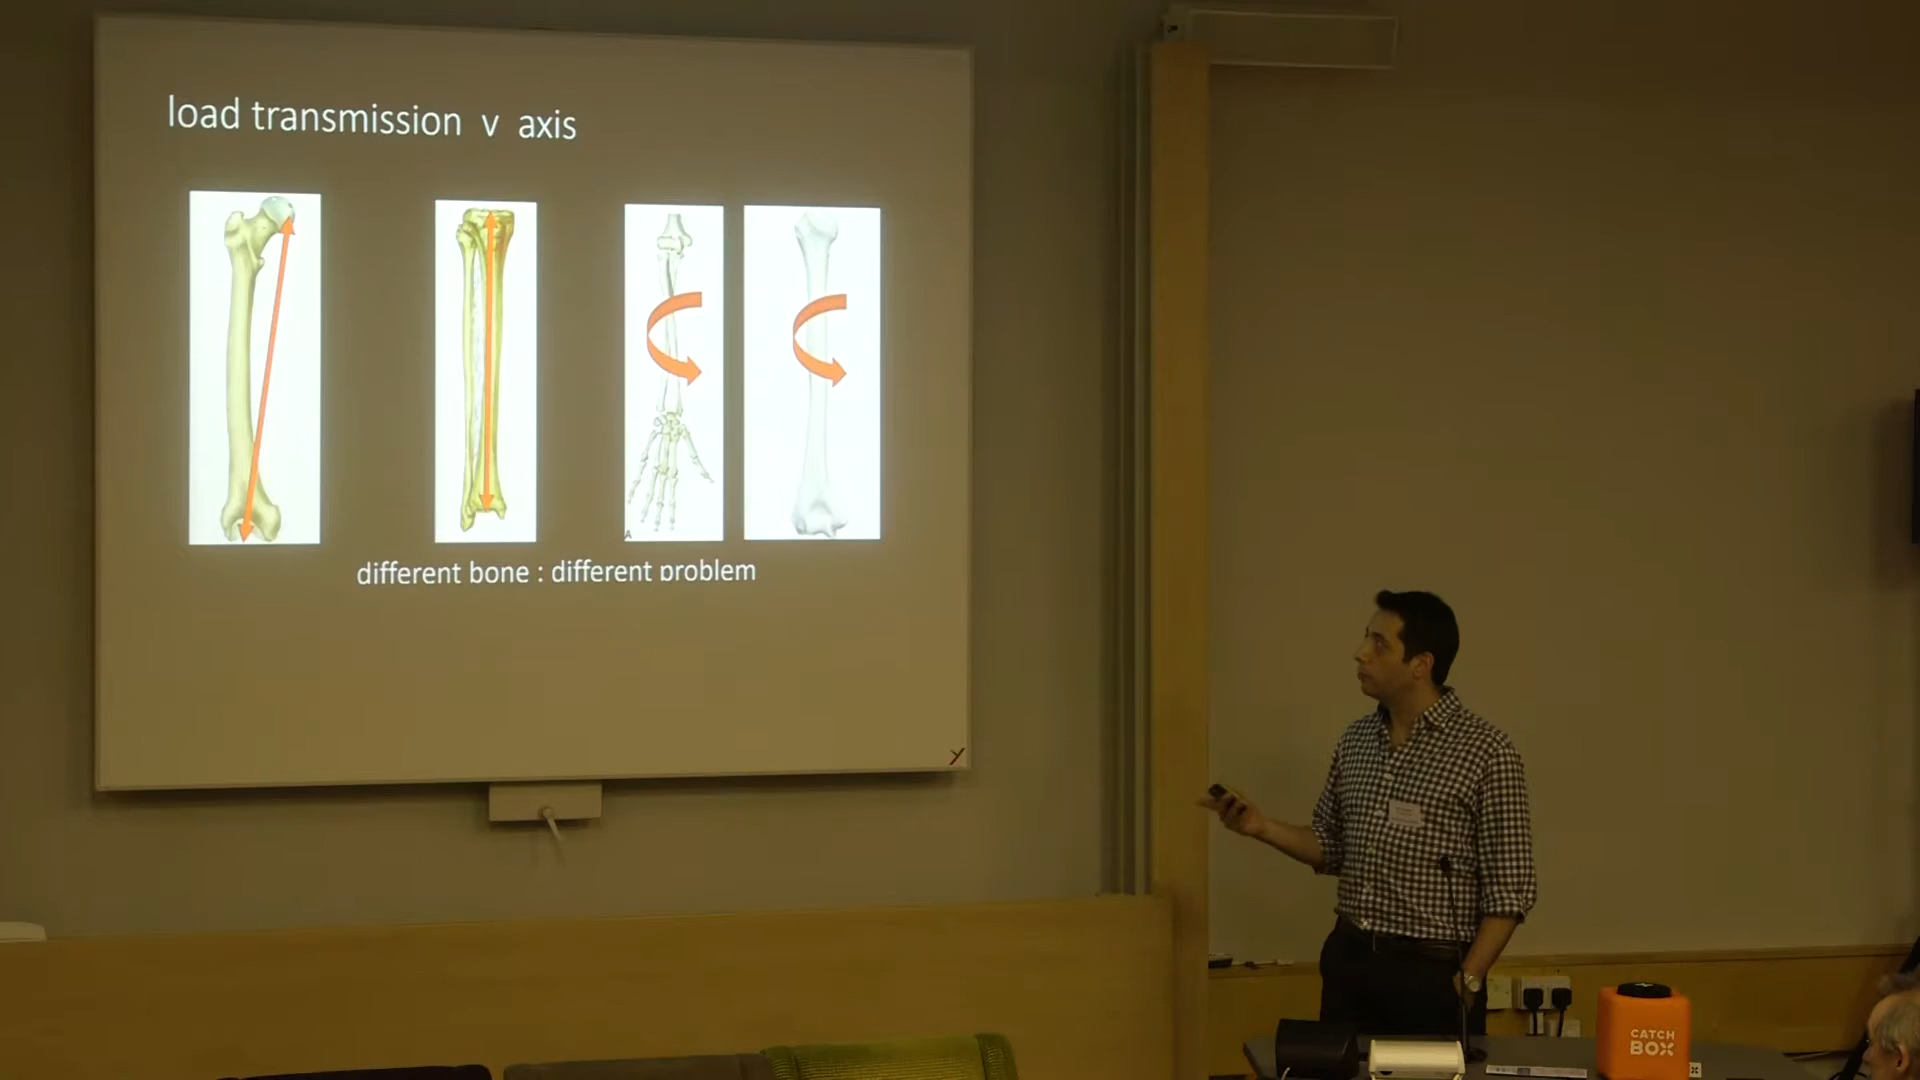 load transmission v axis
A
different bone : different problem
CATCH
BOX